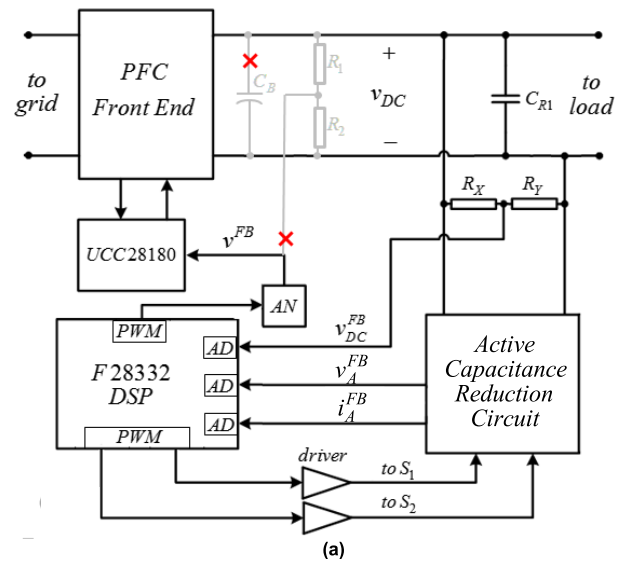 to
grid
PFC
Front End
C_B
R_1
R_2
+
v_DC
−
C_R1
to
load
R_X
R_Y
UCC28180
v^FB
AN
PWM
F28332
DSP
AD
AD
AD
PWM
v_DC^FB
v_A^FB
i_A^FB
Active
Capacitance
Reduction
Circuit
driver
to S_1
to S_2
(a)